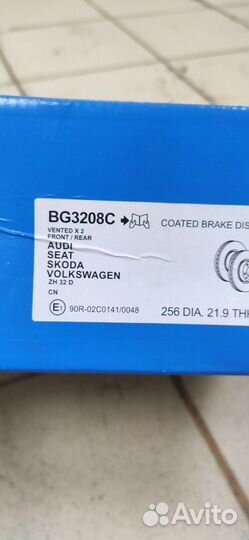 BG3208C
COATED BRAKE DIS
VENTED X 2
FRONT / REAR
AUDI
SEAT
SKODA
VOLKSWAGEN
ZH 32 D
CN
E1 90R-02C0141/0048
256 DIA. 21.9 TH
Avito